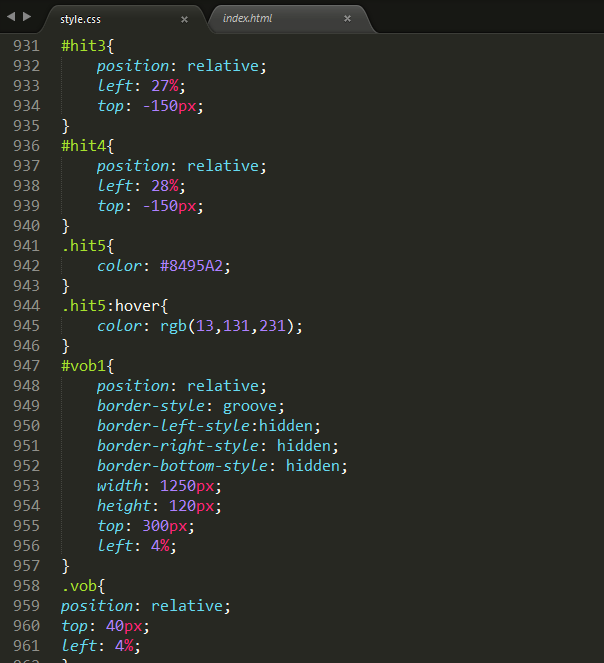 style.css × index.html ×
931 #hit3{
932 position: relative;
933 left: 27%;
934 top: -150px;
935 }
936 #hit4{
937 position: relative;
938 left: 28%;
939 top: -150px;
940 }
941 .hit5{
942 color: #8495A2;
943 }
944 .hit5:hover{
945 color: rgb(13,131,231);
946 }
947 #vob1{
948 position: relative;
949 border-style: groove;
950 border-left-style:hidden;
951 border-right-style: hidden;
952 border-bottom-style: hidden;
953 width: 1250px;
954 height: 120px;
955 top: 300px;
956 left: 4%;
957 }
958 .vob{
959 position: relative;
960 top: 40px;
961 left: 4%;